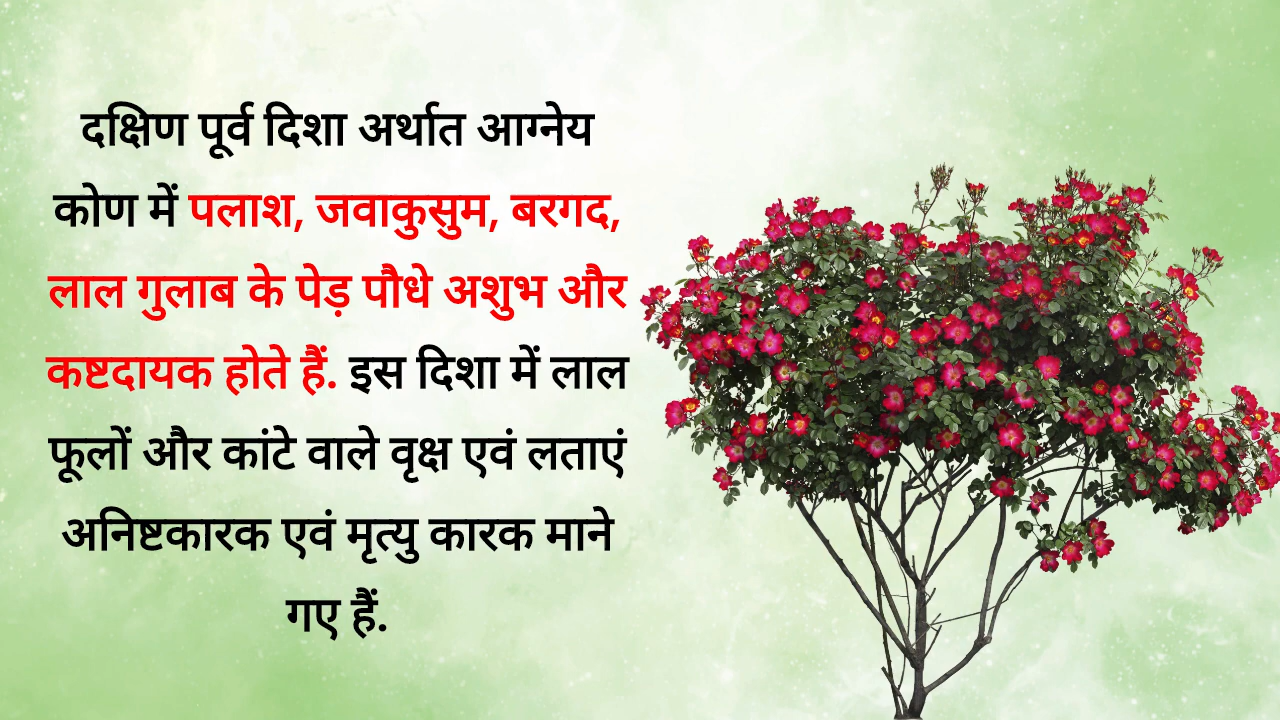 दक्षिण पूर्व दिशा अर्थात आग्नेय
कोण में पलाश, जवाकुसुम, बरगद,
लाल गुलाब के पेड़ पौधे अशुभ और
कष्टदायक होते हैं. इस दिशा में लाल
फूलों और कांटे वाले वृक्ष एवं लताएं
अनिष्टकारक एवं मृत्यु कारक माने
गए हैं.